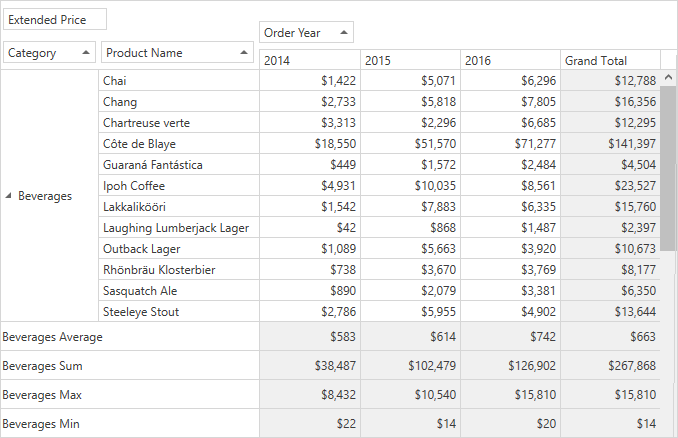 Extended Price
Order Year
Category Product Name
2014 2015 2016 Grand Total
Beverages
Chai $1,422 $5,071 $6,296 $12,788
Chang $2,733 $5,818 $7,805 $16,356
Chartreuse verte $3,313 $2,296 $6,685 $12,295
Côte de Blaye $18,550 $51,570 $71,277 $141,397
Guaraná Fantástica $449 $1,572 $2,484 $4,504
Ipoh Coffee $4,931 $10,035 $8,561 $23,527
Lakkalikööri $1,542 $7,883 $6,335 $15,760
Laughing Lumberjack Lager $42 $868 $1,487 $2,397
Outback Lager $1,089 $5,663 $3,920 $10,673
Rhönbräu Klosterbier $738 $3,670 $3,769 $8,177
Sasquatch Ale $890 $2,079 $3,381 $6,350
Steeleye Stout $2,786 $5,955 $4,902 $13,644
Beverages Average $583 $614 $742 $663
Beverages Sum $38,487 $102,479 $126,902 $267,868
Beverages Max $8,432 $10,540 $15,810 $15,810
Beverages Min $22 $14 $20 $14